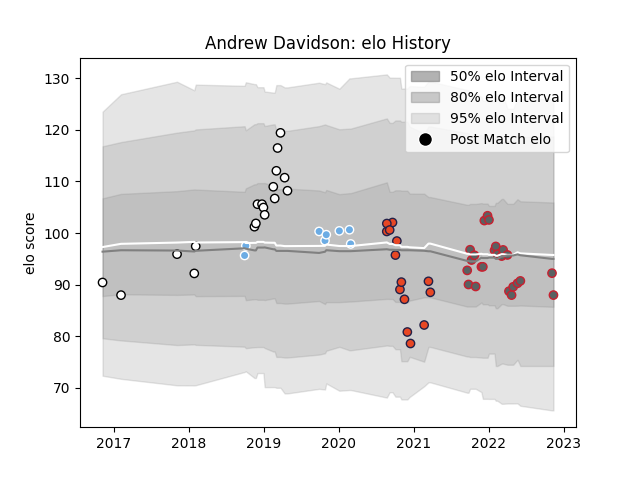 Andrew Davidson: elo History
elo score
130
120
110
100
90
80
70
50% elo Interval
80% elo Interval
95% elo Interval
Post Match elo
2017
2018
2019
2020
2021
2022
2023